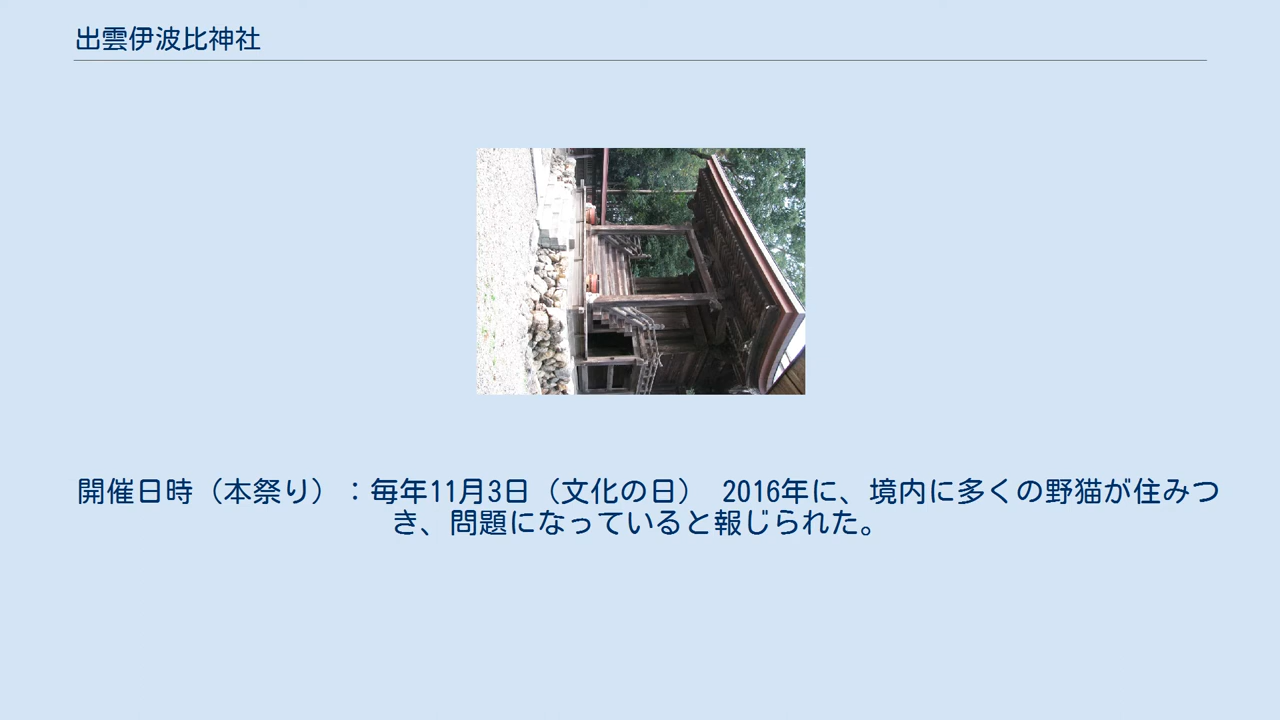 出雲伊波比神社
開催日時（本祭り）：毎年11月3日（文化の日） 2016年に、境内に多くの野猫が住みつ
き、問題になっていると報じられた。